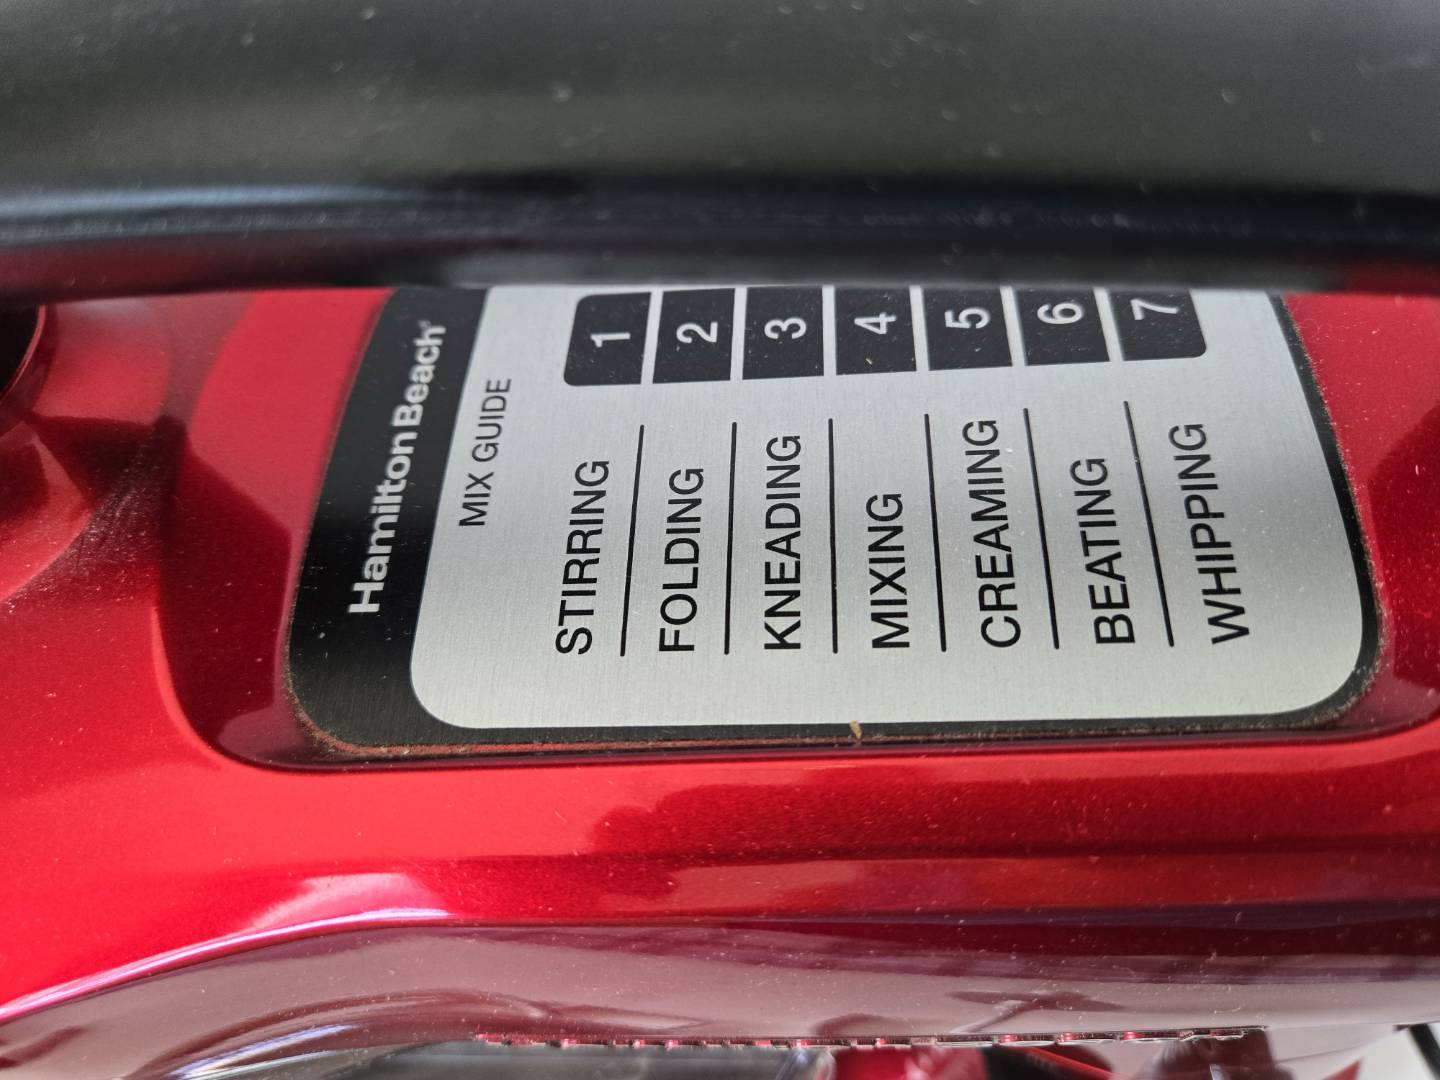 Hamilton Beach
MIX GUIDE
STIRRING 1
FOLDING 2
KNEADING 3
MIXING 4
CREAMING 5
BEATING 6
WHIPPING 7